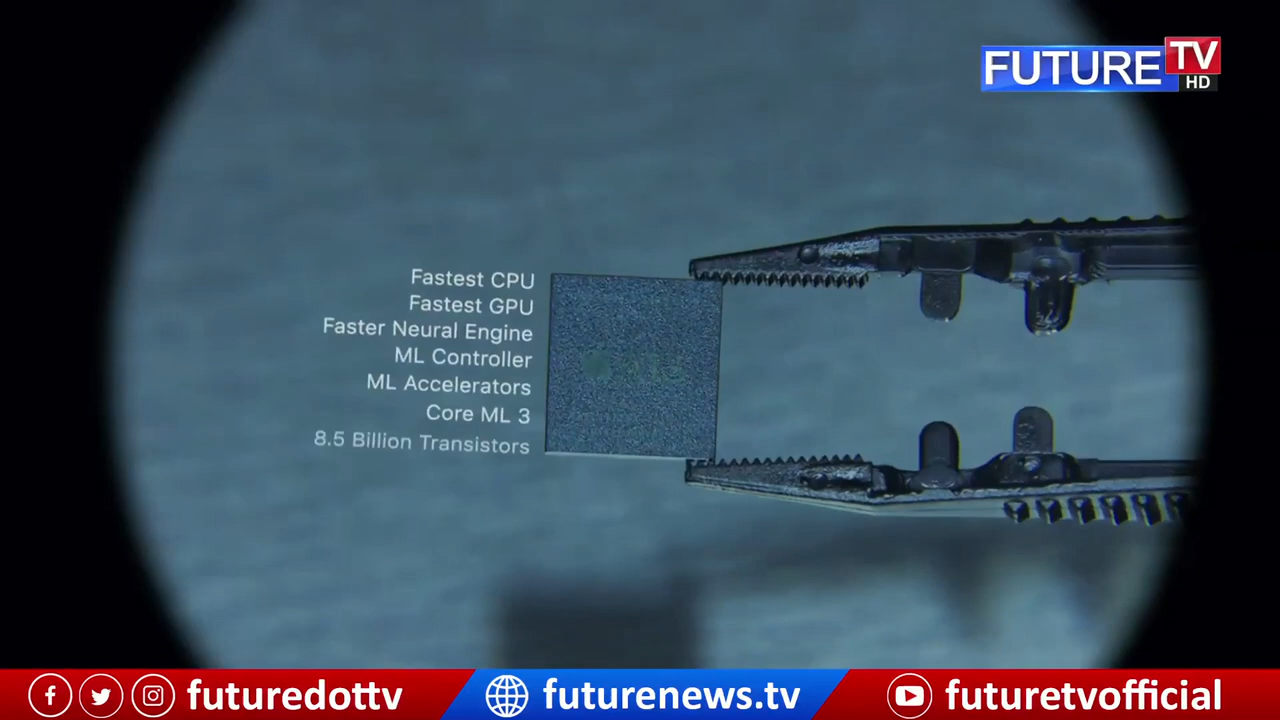 FUTURE TV
HD
Fastest CPU
Fastest GPU
Faster Neural Engine
ML Controller
ML Accelerators
Core ML 3
8.5 Billion Transistors
futuredottv
futurenews.tv
futuretvofficial